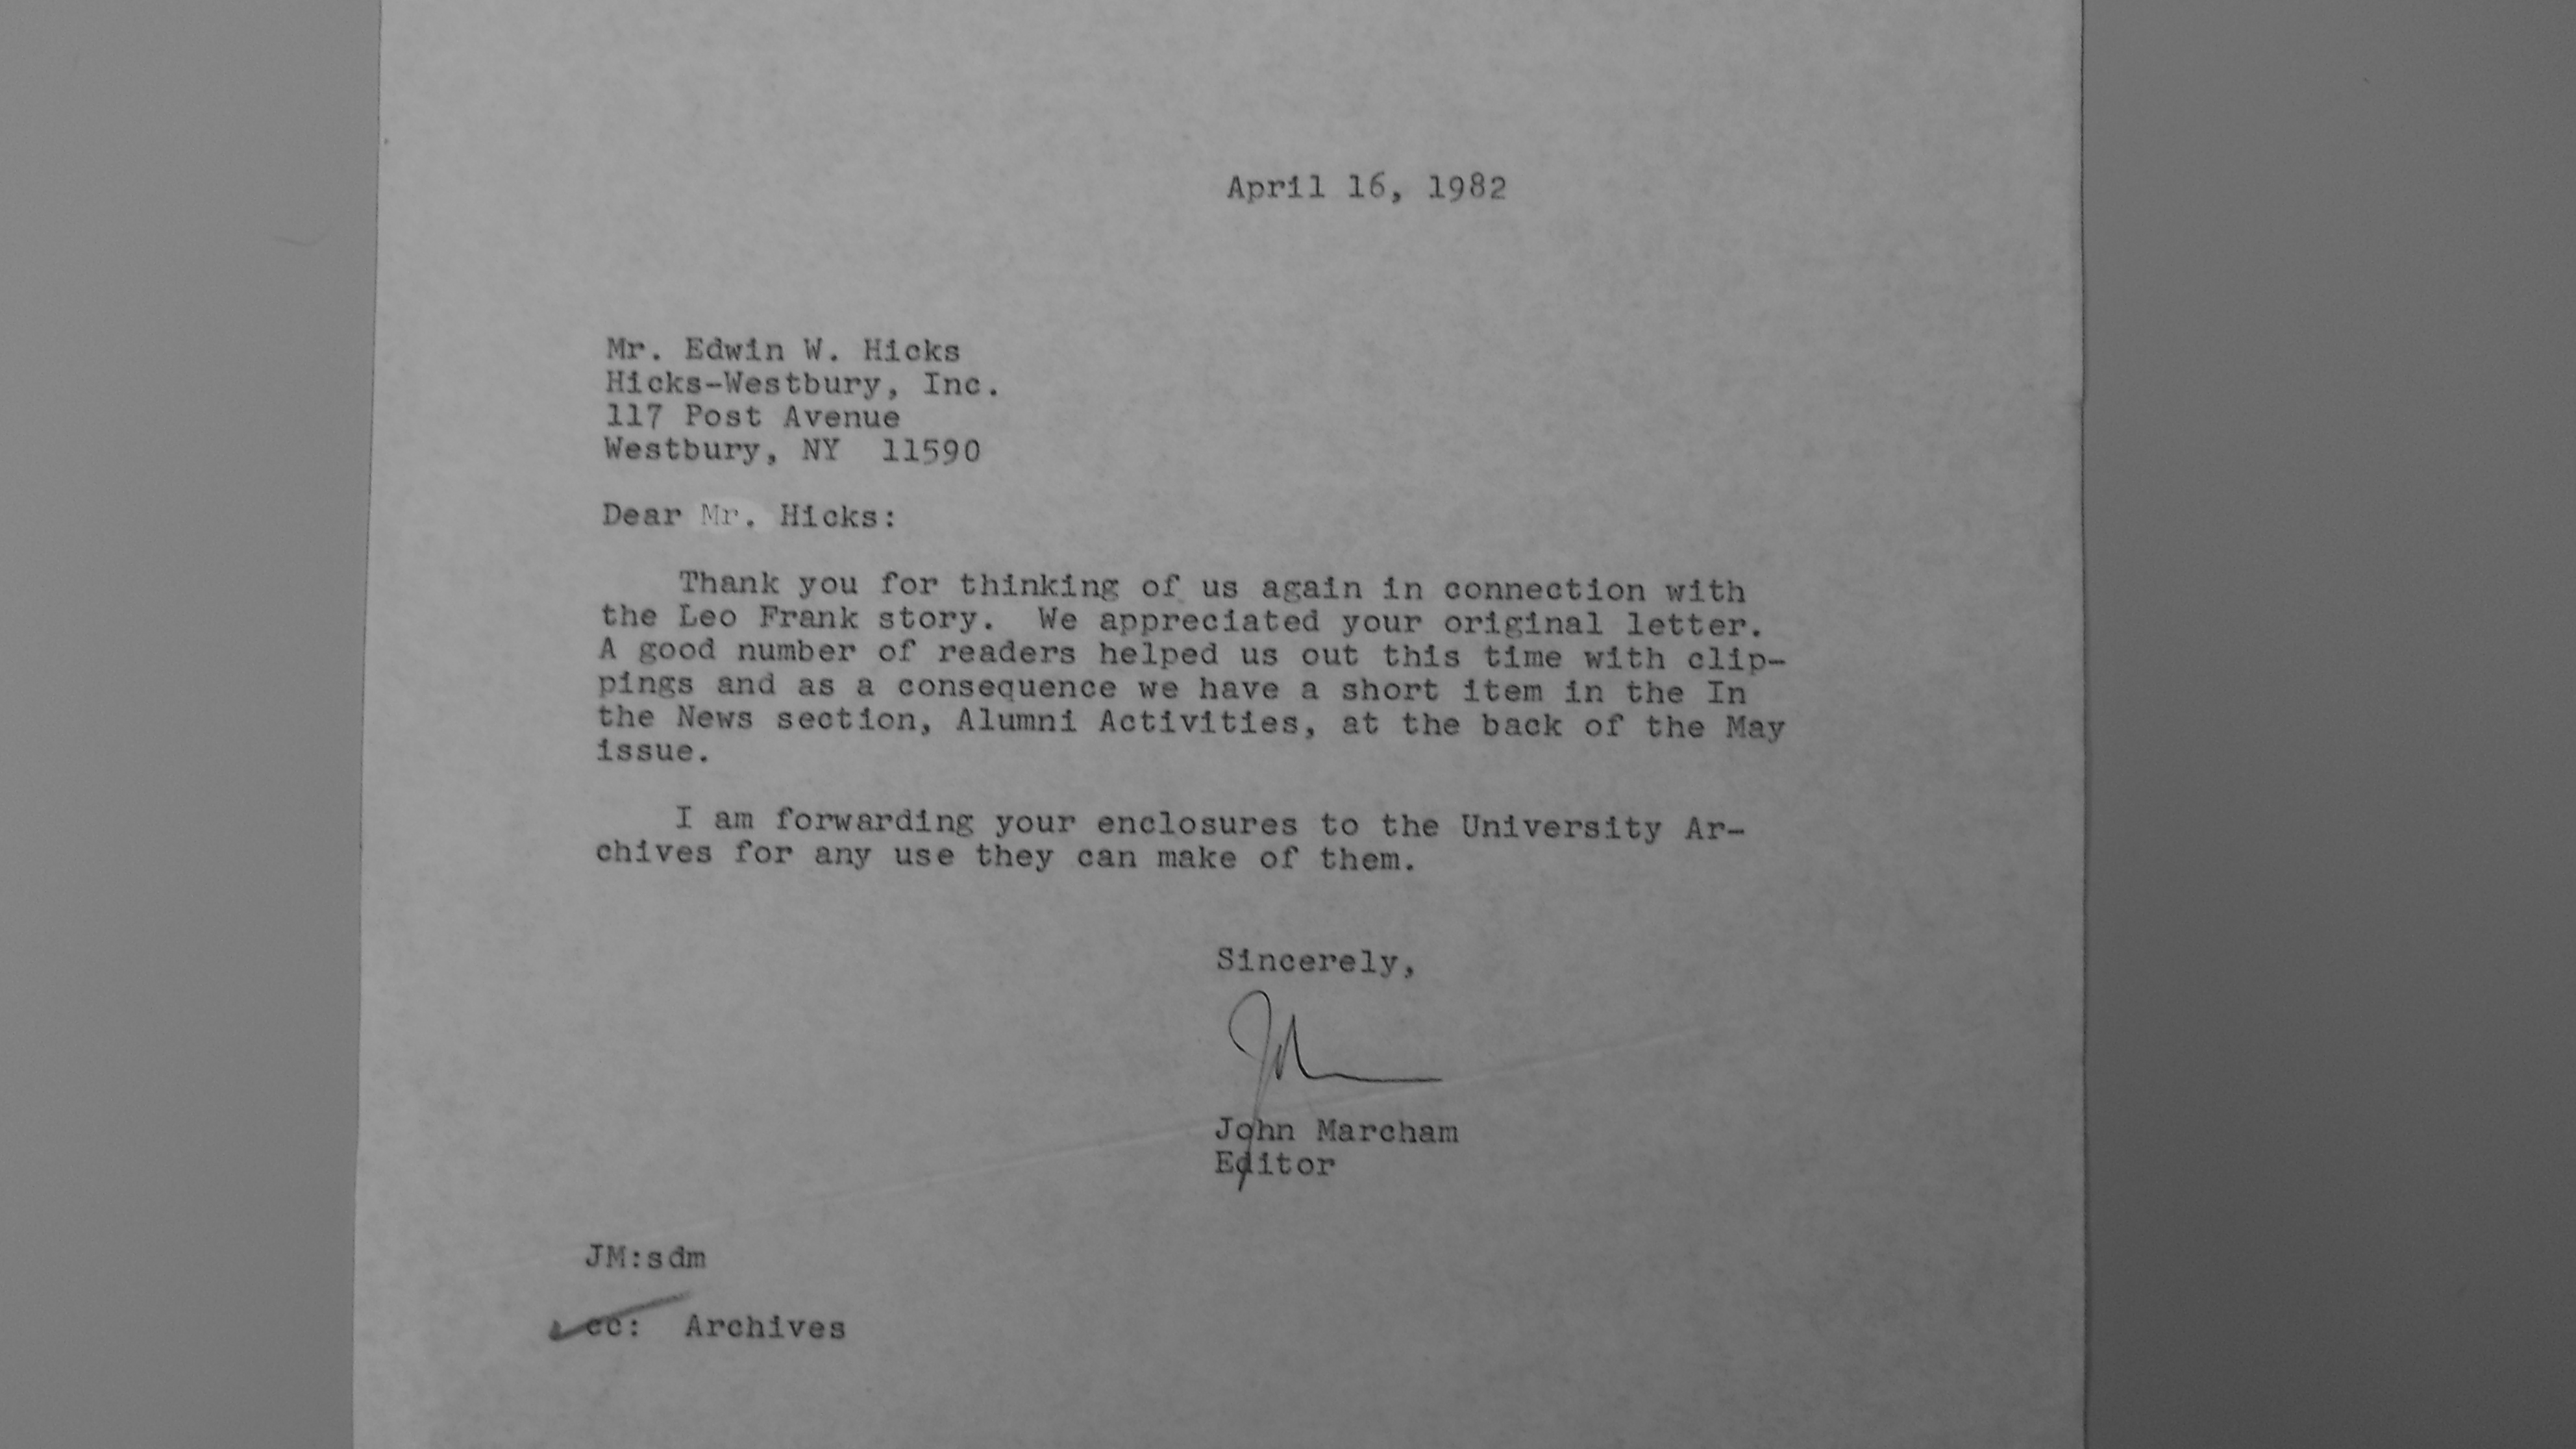 April 16, 1982
Mr. Edwin W. Hicks
Hicks-Westbury, Inc.
117 Post Avenue
Westbury, NY  11590
Dear Mr. Hicks:
Thank you for thinking of us again in connection with
the Leo Frank story.  We appreciated your original letter.
A good number of readers helped us out this time with clip-
pings and as a consequence we have a short item in the In
the News section, Alumni Activities, at the back of the May
issue.
I am forwarding your enclosures to the University Ar-
chives for any use they can make of them.
Sincerely,
John Marcham
Editor
JM:sdm
cc:  Archives